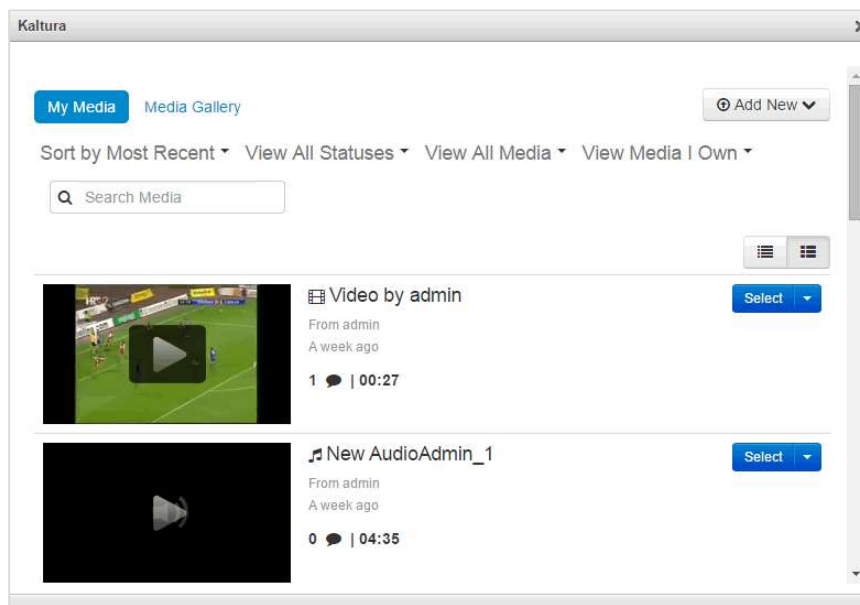 Kaltura
My Media Media Gallery Add New
Sort by Most Recent View All Statuses View All Media View Media I Own
Search Media
Video by admin Select
From admin
A week ago
1 | 00:27
New AudioAdmin_1 Select
From admin
A week ago
0 | 04:35